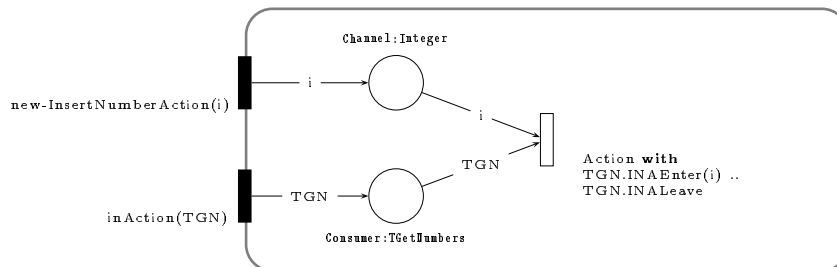 Channel:Integer
i
new-InsertNumberAction(i)
i
TGN
Action with
TGN.INAEnter(i) ..
TGN.INALeave
TGN
inAction(TGN)
Consumer:TGetNumbers